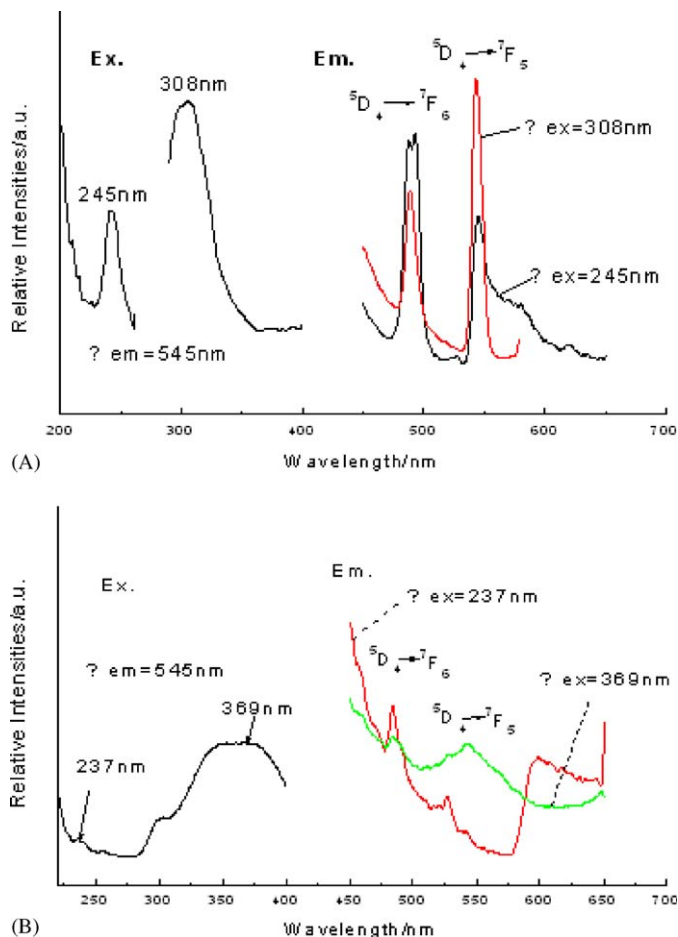 Ex.
Em.
308nm
245nm
? em=545nm
⁵D₄→⁷F₆
⁵D₄→⁷F₅
? ex=308nm
? ex=245nm
Relative Intensities/a.u.
200 300 400 500 600 700
Wavelength/nm
(A)
Ex.
Em.
? em=545nm
369nm
237nm
? ex=237nm
⁵D₄→⁷F₆
⁵D₄→⁷F₅
? ex=369nm
Relative Intensities/a.u.
250 300 350 400 450 500 550 600 650 700
Wavelength/nm
(B)